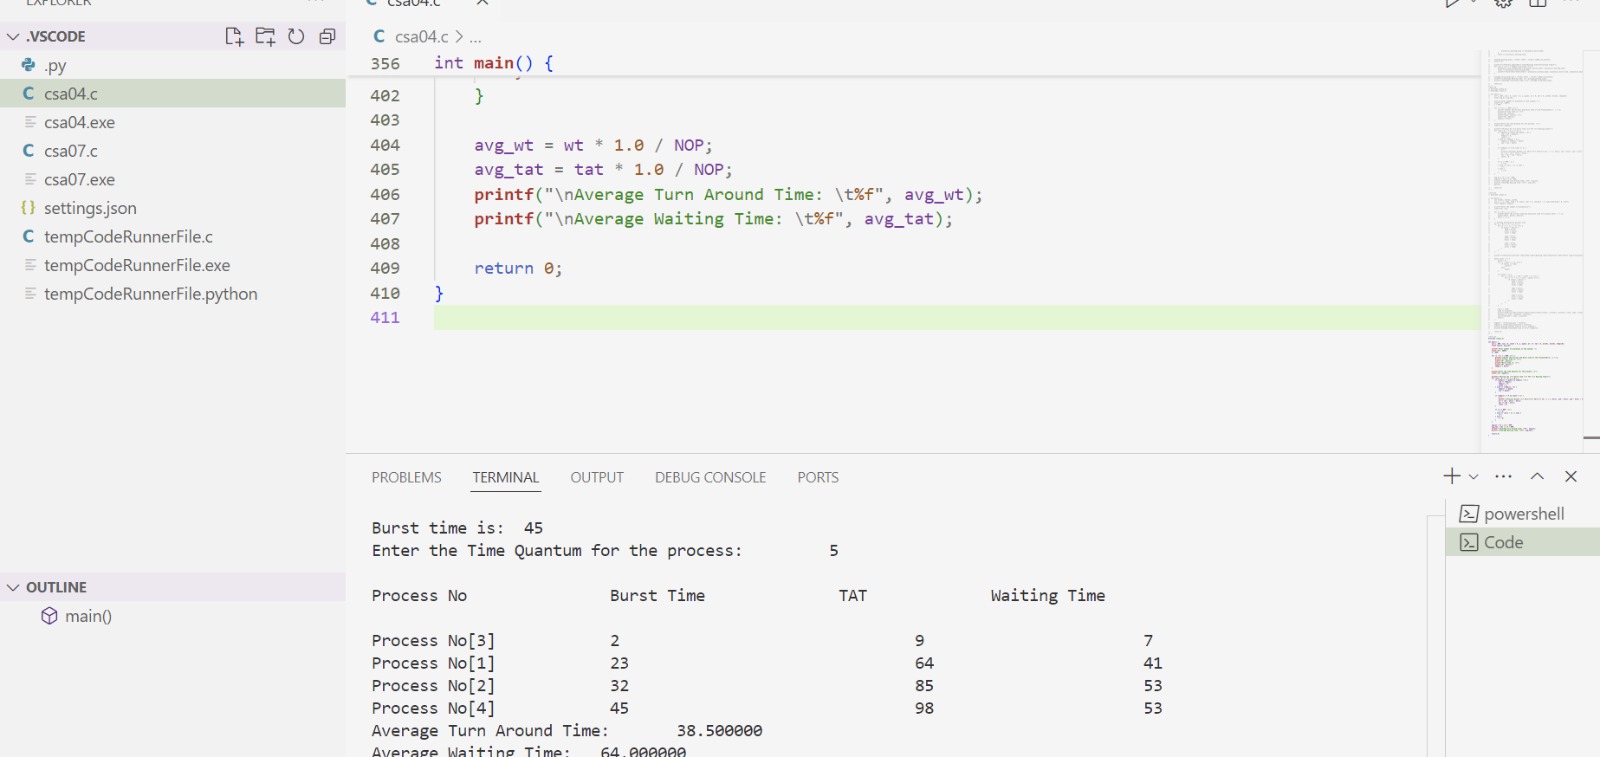 EXPLORER
.VSCODE
.py
csa04.c
csa04.exe
csa07.c
csa07.exe
settings.json
tempCodeRunnerFile.c
tempCodeRunnerFile.exe
tempCodeRunnerFile.python
OUTLINE
main()
csa04.c
csa04.c > ...
356 int main() {
402 }
403
404 avg_wt = wt * 1.0 / NOP;
405 avg_tat = tat * 1.0 / NOP;
406 printf("\nAverage Turn Around Time: \t%f", avg_wt);
407 printf("\nAverage Waiting Time: \t%f", avg_tat);
408
409 return 0;
410 }
411
PROBLEMS TERMINAL OUTPUT DEBUG CONSOLE PORTS
Burst time is: 45
Enter the Time Quantum for the process: 5
Process No Burst Time TAT Waiting Time
Process No[3] 2 9 7
Process No[1] 23 64 41
Process No[2] 32 85 53
Process No[4] 45 98 53
Average Turn Around Time: 38.500000
Average Waiting Time: 64.000000
powershell
Code